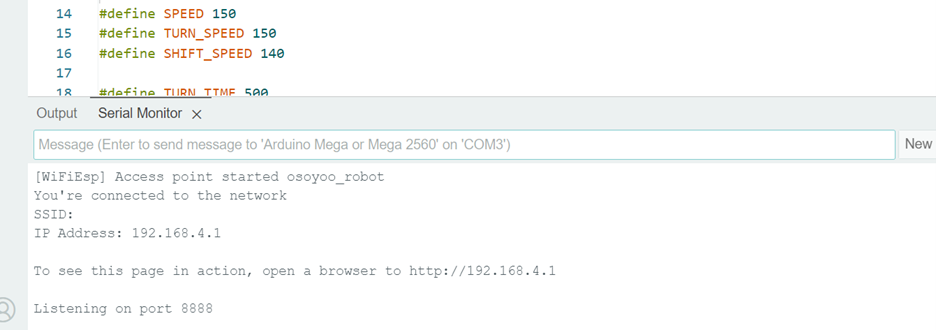 14 #define SPEED 150
15 #define TURN_SPEED 150
16 #define SHIFT_SPEED 140
17
18 #define TURN_TIME 500
Output Serial Monitor ×
Message (Enter to send message to 'Arduino Mega or Mega 2560' on 'COM3') New
[WiFiEsp] Access point started osoyoo_robot
You're connected to the network
SSID:
IP Address: 192.168.4.1
To see this page in action, open a browser to http://192.168.4.1
Listening on port 8888